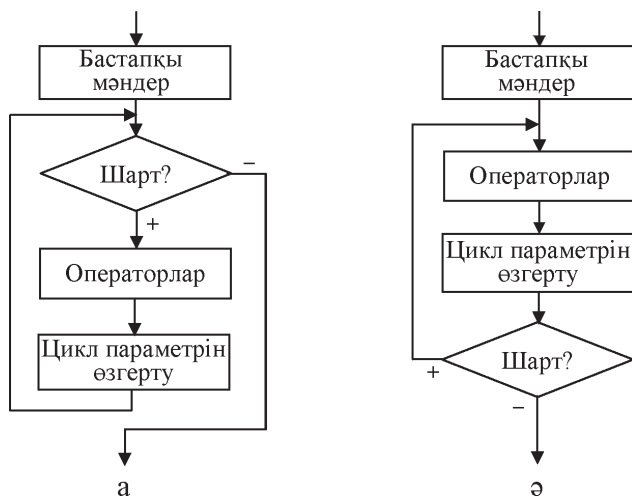 Бастапқы
мәндер
Шарт?
–
+
Операторлар
Цикл параметрін
өзгерту
а
Бастапқы
мәндер
Операторлар
Цикл параметрін
өзгерту
Шарт?
+
–
ә